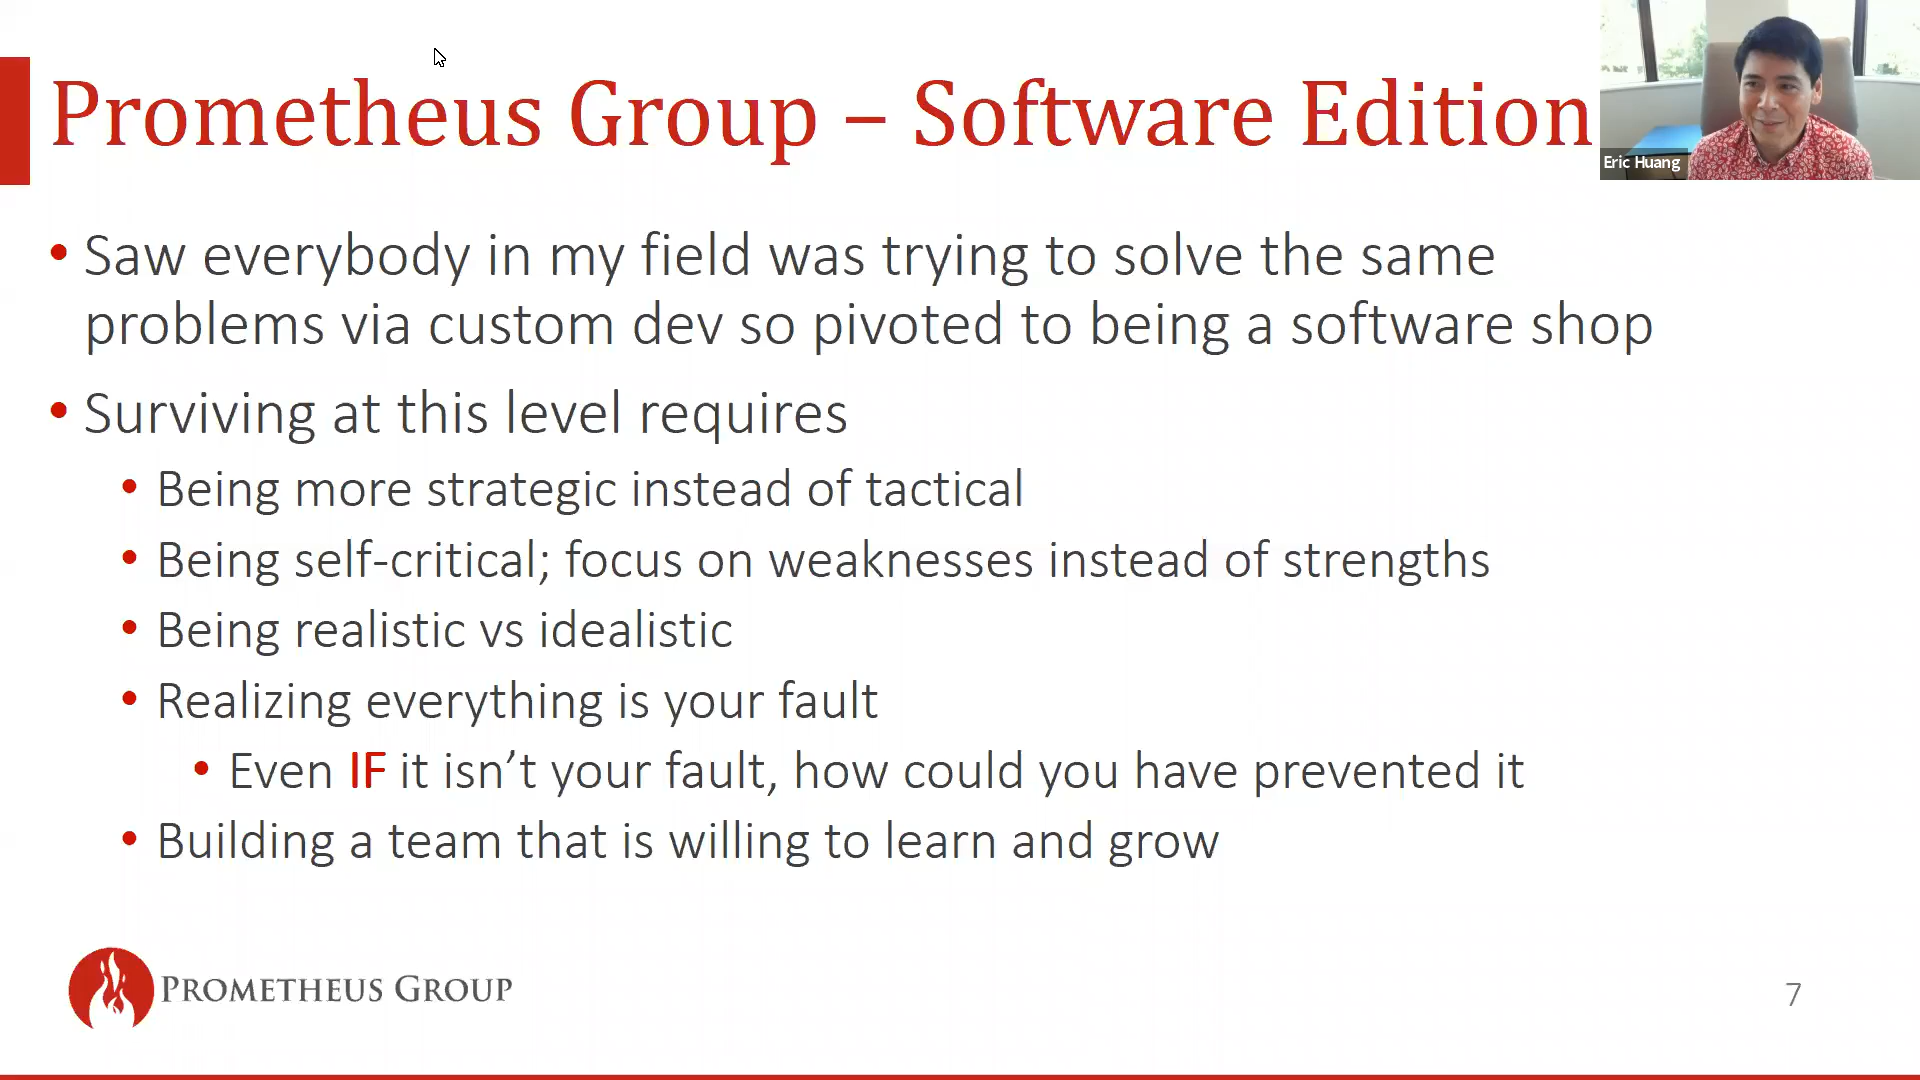 Prometheus Group – Software Edition
Eric Huang
• Saw everybody in my field was trying to solve the same
problems via custom dev so pivoted to being a software shop
• Surviving at this level requires
• Being more strategic instead of tactical
• Being self-critical; focus on weaknesses instead of strengths
• Being realistic vs idealistic
• Realizing everything is your fault
• Even IF it isn’t your fault, how could you have prevented it
• Building a team that is willing to learn and grow
PROMETHEUS GROUP
7